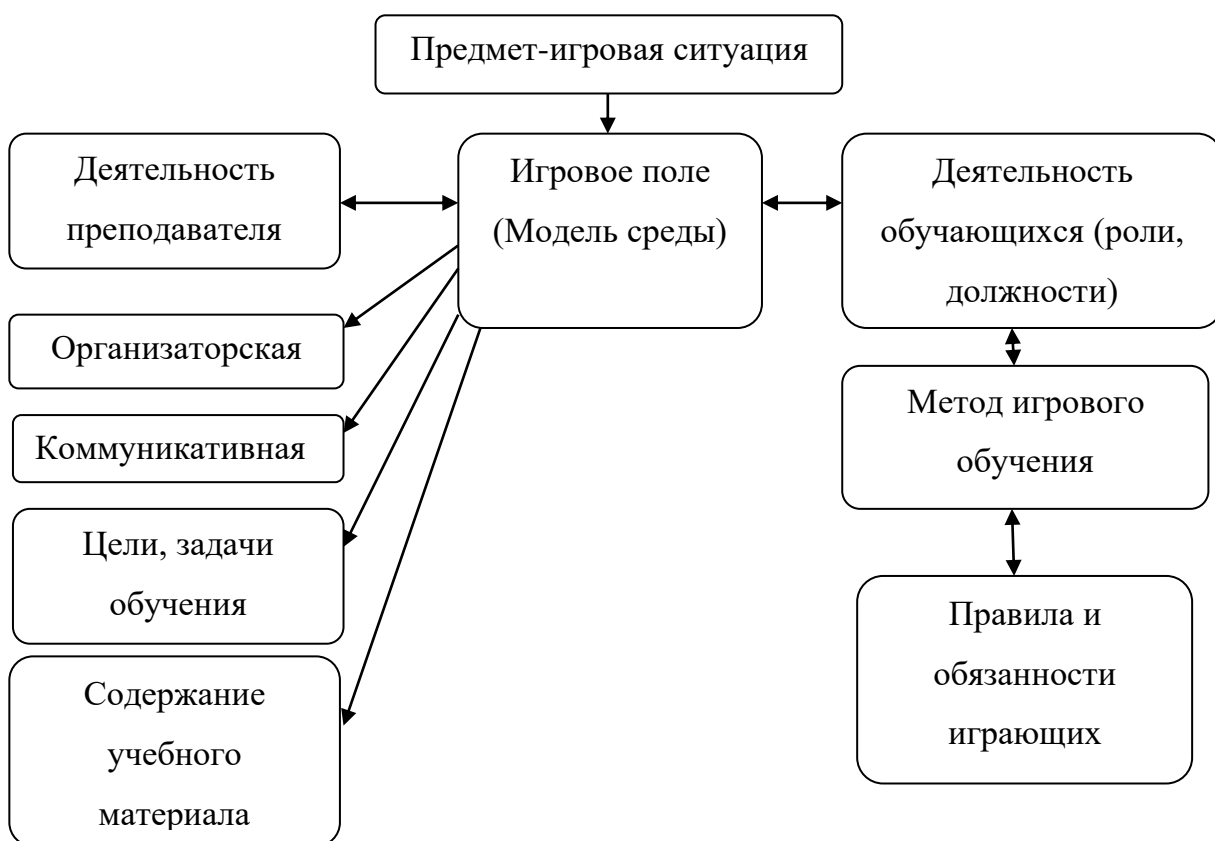 Предмет-игровая ситуация
Деятельность
преподавателя
Игровое поле
(Модель среды)
Деятельность
обучающихся (роли,
должности)
Организаторская
Коммуникативная
Цели, задачи
обучения
Содержание
учебного
материала
Метод игрового
обучения
Правила и
обязанности
играющих